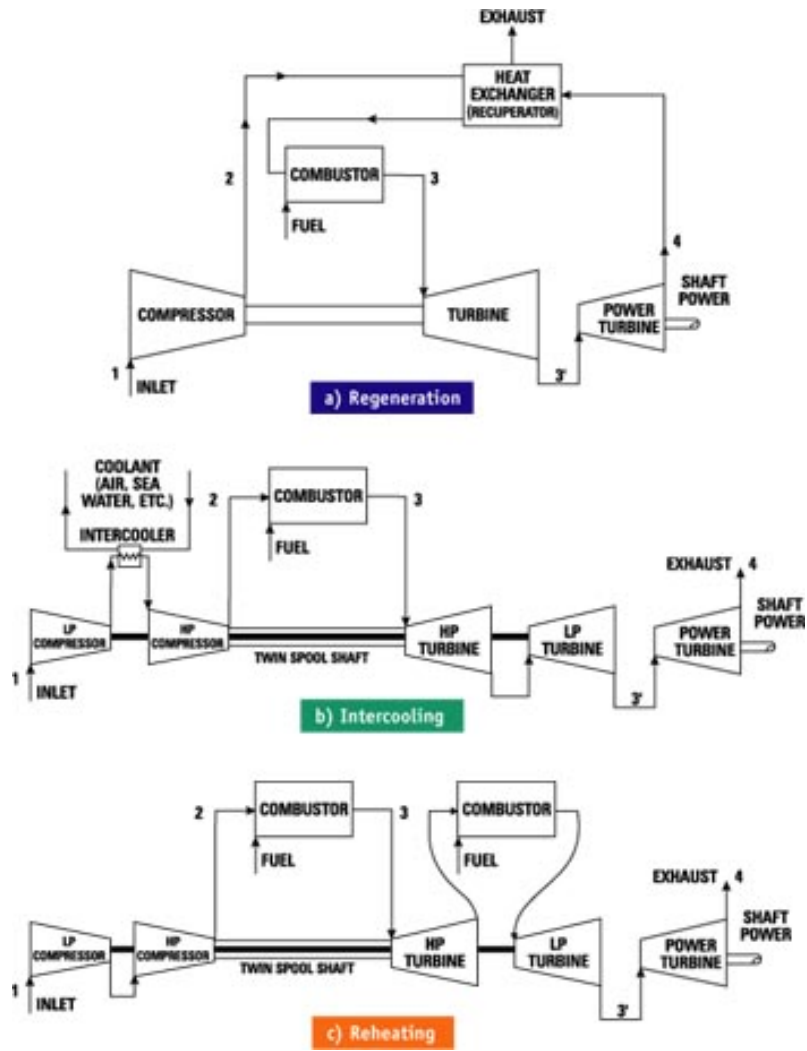 EXHAUST
HEAT
EXCHANGER
(RECUPERATOR)
2
COMBUSTOR
3
FUEL
4
COMPRESSOR
TURBINE
POWER
TURBINE
SHAFT
POWER
1
INLET
3'
a) Regeneration
COOLANT
(AIR, SEA
WATER, ETC.)
INTERCOOLER
2
COMBUSTOR
3
FUEL
EXHAUST 4
SHAFT
POWER
LP
COMPRESSOR
HP
COMPRESSOR
TWIN SPOOL SHAFT
HP
TURBINE
LP
TURBINE
POWER
TURBINE
1
INLET
3'
b) Intercooling
2
COMBUSTOR
3
COMBUSTOR
FUEL
FUEL
EXHAUST 4
SHAFT
POWER
LP
COMPRESSOR
HP
COMPRESSOR
TWIN SPOOL SHAFT
HP
TURBINE
LP
TURBINE
POWER
TURBINE
1
INLET
3'
c) Reheating